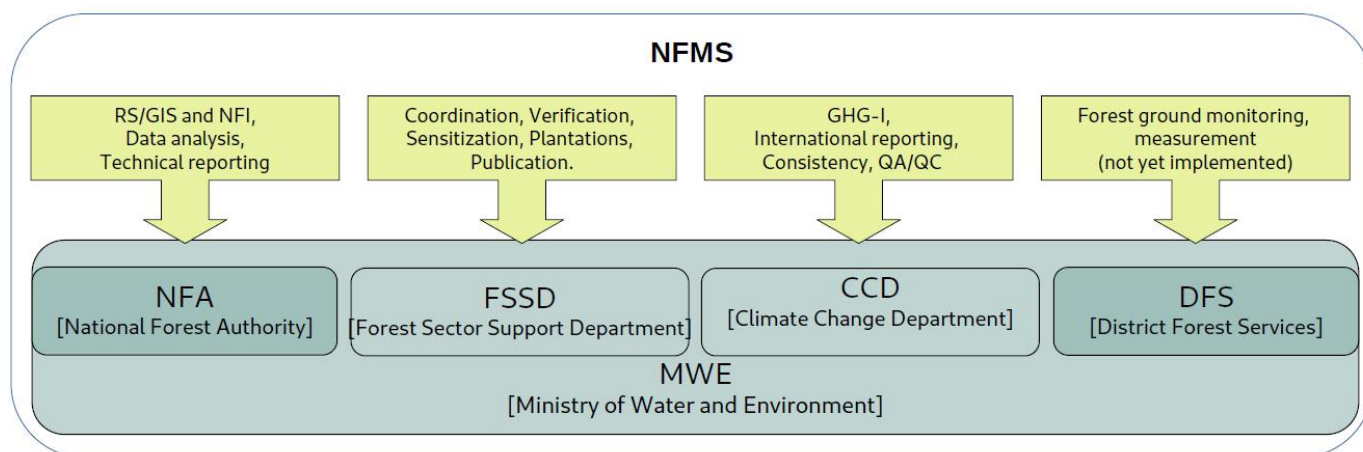 NFMS
RS/GIS and NFI,
Data analysis,
Technical reporting
Coordination, Verification,
Sensitization, Plantations,
Publication.
GHG-I,
International reporting,
Consistency, QA/QC
Forest ground monitoring,
measurement
(not yet implemented)
NFA
[National Forest Authority]
FSSD
[Forest Sector Support Department]
CCD
[Climate Change Department]
DFS
[District Forest Services]
MWE
[Ministry of Water and Environment]